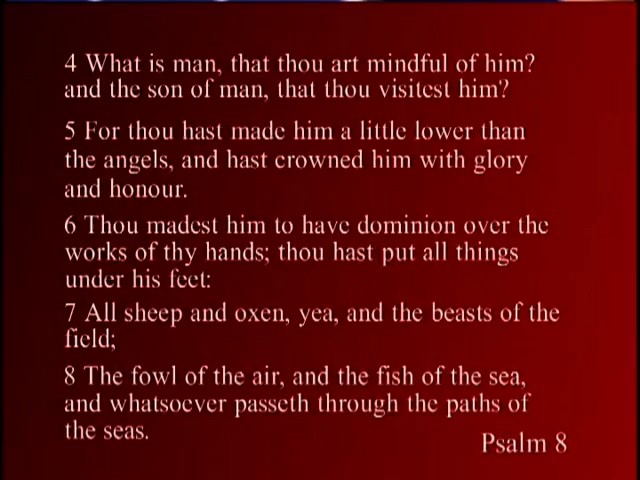 4 What is man, that thou art mindful of him?
and the son of man, that thou visitest him?
5 For thou hast made him a little lower than
the angels, and hast crowned him with glory
and honour.
6 Thou madest him to have dominion over the
works of thy hands; thou hast put all things
under his feet:
7 All sheep and oxen, yea, and the beasts of the
field;
8 The fowl of the air, and the fish of the sea,
and whatsoever passeth through the paths of
the seas.
Psalm 8